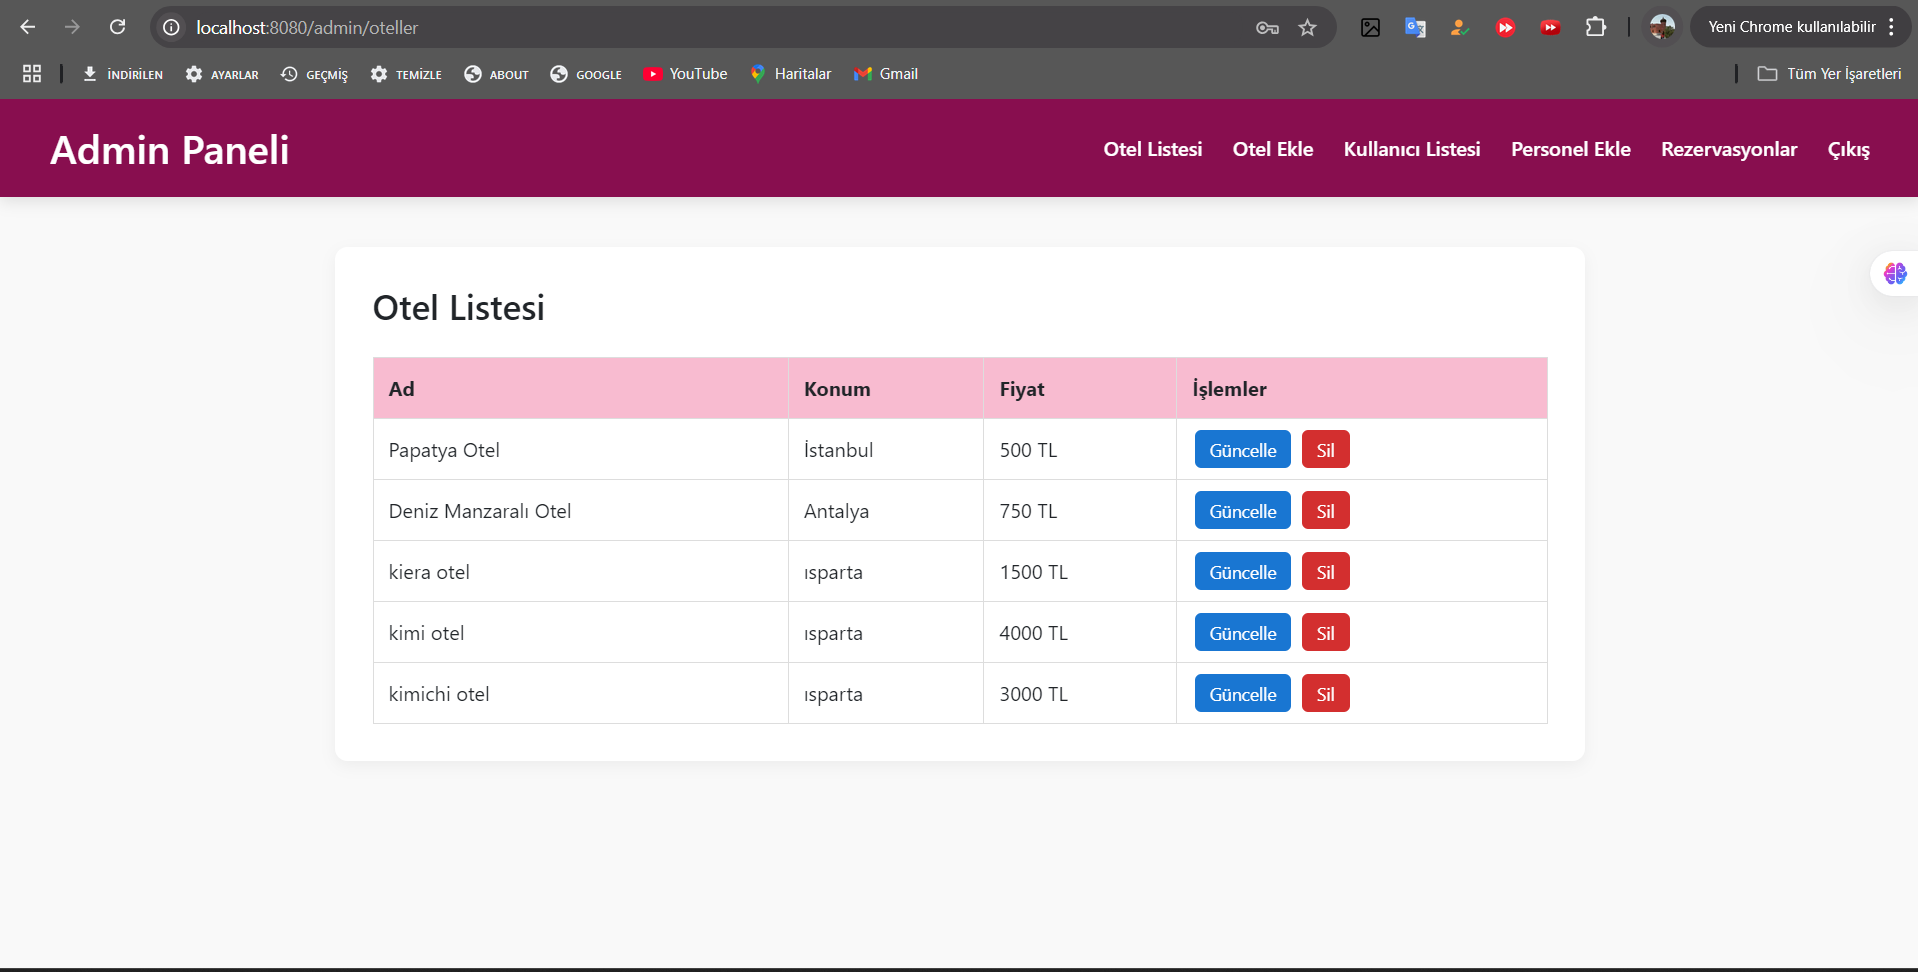 localhost:8080/admin/oteller
Yeni Chrome kullanılabilir
İNDİRİLEN AYARLAR GEÇMİŞ TEMİZLE ABOUT GOOGLE YouTube Haritalar Gmail Tüm Yer İşaretleri
Admin Paneli
Otel Listesi Otel Ekle Kullanıcı Listesi Personel Ekle Rezervasyonlar Çıkış
Otel Listesi
Ad Konum Fiyat İşlemler
Papatya Otel İstanbul 500 TL Güncelle Sil
Deniz Manzaralı Otel Antalya 750 TL Güncelle Sil
kiera otel ısparta 1500 TL Güncelle Sil
kimi otel ısparta 4000 TL Güncelle Sil
kimichi otel ısparta 3000 TL Güncelle Sil